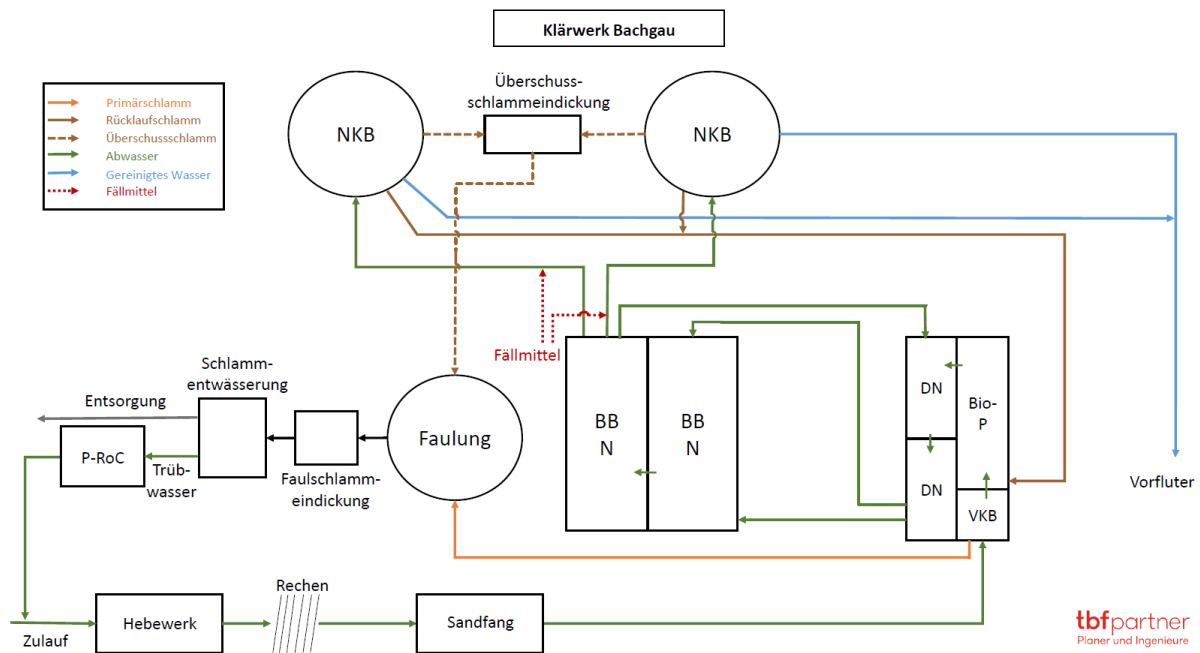 Klärwerk Bachgau
Primärschlamm
Rücklaufschlamm
Überschussschlamm
Abwasser
Gereinigtes Wasser
Fällmittel
NKB
Überschuss-
schlammeindickung
NKB
Fällmittel
Schlamm-
entwässerung
Entsorgung
P-RoC
Trüb-
wasser
Faulschlamm-
eindickung
Faulung
BB
N
BB
N
DN
Bio-
P
DN
VKB
Vorfluter
Zulauf
Hebewerk
Rechen
Sandfang
tbfpartner
Planer und Ingenieure